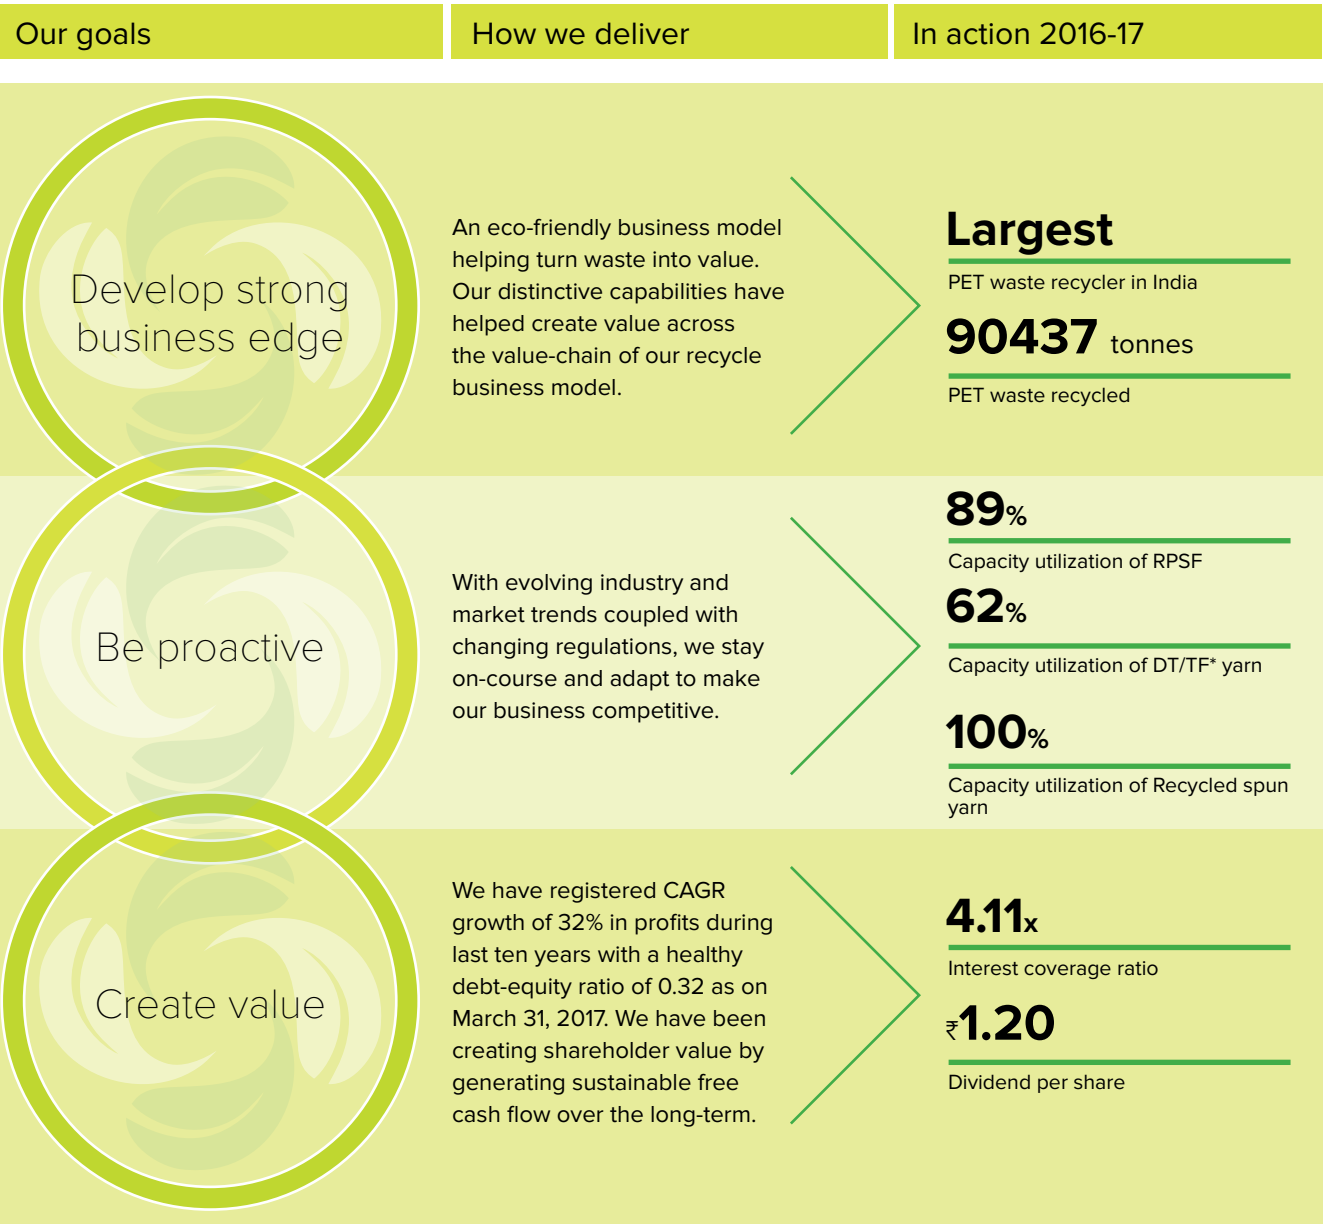 Our goals
How we deliver
In action 2016-17
Develop strong
business edge
An eco-friendly business model
helping turn waste into value.
Our distinctive capabilities have
helped create value across
the value-chain of our recycle
business model.
Largest
PET waste recycler in India
90437 tonnes
PET waste recycled
Be proactive
With evolving industry and
market trends coupled with
changing regulations, we stay
on-course and adapt to make
our business competitive.
89%
Capacity utilization of RPSF
62%
Capacity utilization of DT/TF* yarn
100%
Capacity utilization of Recycled spun
yarn
Create value
We have registered CAGR
growth of 32% in profits during
last ten years with a healthy
debt-equity ratio of 0.32 as on
March 31, 2017. We have been
creating shareholder value by
generating sustainable free
cash flow over the long-term.
4.11x
Interest coverage ratio
₹1.20
Dividend per share